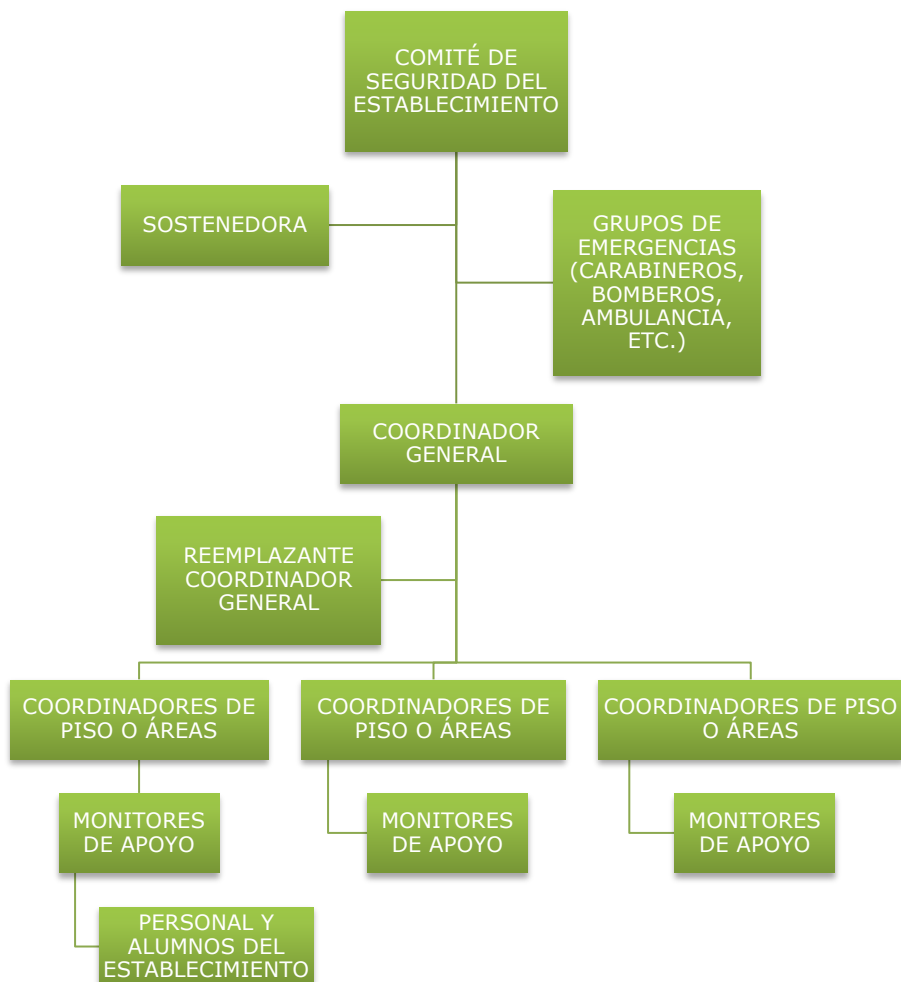 COMITÉ DE
SEGURIDAD DEL
ESTABLECIMIENTO
SOSTENEDORA
GRUPOS DE
EMERGENCIAS
(CARABINEROS,
BOMBEROS,
AMBULANCIA,
ETC.)
COORDINADOR
GENERAL
REEMPLAZANTE
COORDINADOR
GENERAL
COORDINADORES DE
PISO O ÁREAS
COORDINADORES DE
PISO O ÁREAS
COORDINADORES DE PISO
O ÁREAS
MONITORES
DE APOYO
MONITORES
DE APOYO
MONITORES
DE APOYO
PERSONAL Y
ALUMNOS DEL
ESTABLECIMIENTO